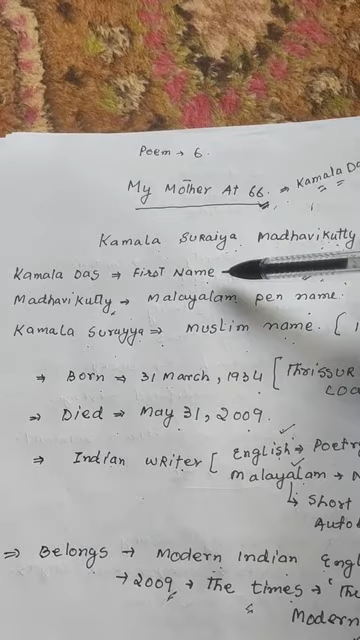 Poem → 6.
My Mother At 66. ⇒ Kamala Da
Kamala Suraiya Madhavikutty
Kamala Das ⇒ First Name
Madhavikutty → Malayalam pen name.
Kamala Surayya ⇒ Muslim name. [
⇒ Born ⇒ 31 March, 1934 [Thrissur
⇒ Died ⇒ May 31, 2009.
⇒ Indian writer [ English → Poetry
Malayalam →
↳ Short
Auto
⇒ Belongs → Modern Indian Engl
→ 2009 → The times → 'The
Modern